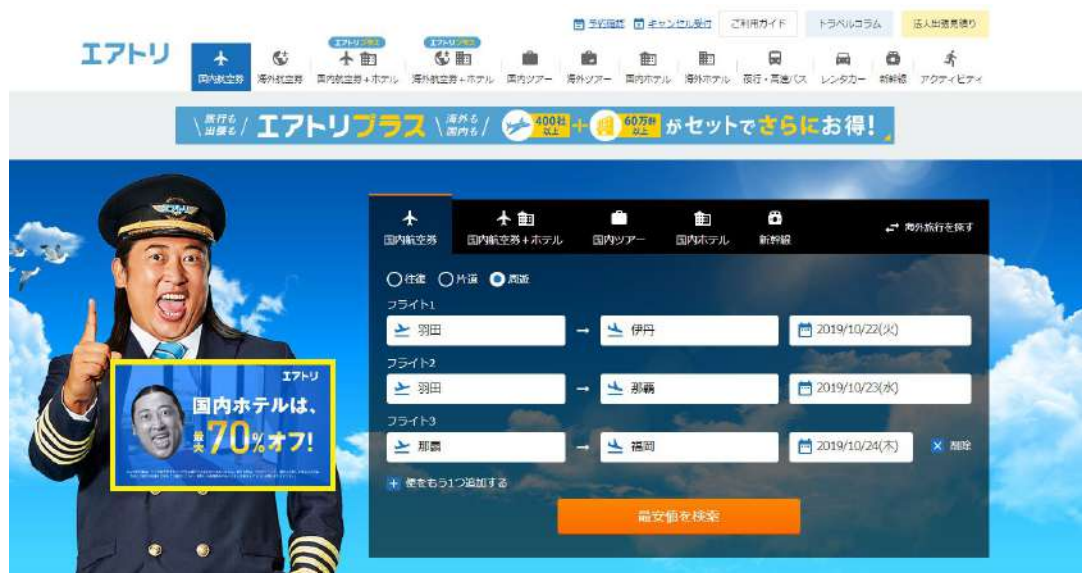 予約確認 キャンセル受付 ご利用ガイド トラベルコラム 法人出張見積り
エアトリ
エアトリプラス エアトリプラス
国内航空券 海外航空券 国内航空券+ホテル 海外航空券+ホテル 国内ツアー 海外ツアー 国内ホテル 海外ホテル 夜行・高速バス レンタカー 新幹線 アクティビティ
旅行も 出張も エアトリプラス 海外も 国内も 400社以上 + 60万軒以上 がセットでさらにお得!
国内航空券 国内航空券+ホテル 国内ツアー 国内ホテル 新幹線 海外旅行を探す
往復 片道 周遊
フライト1
羽田 → 伊丹 2019/10/22(火)
フライト2
羽田 → 那覇 2019/10/23(水)
フライト3
那覇 → 福岡 2019/10/24(木) × 削除
+ 便をもう1つ追加する
最安値を検索
エアトリ
国内ホテルは、
最大70%オフ!